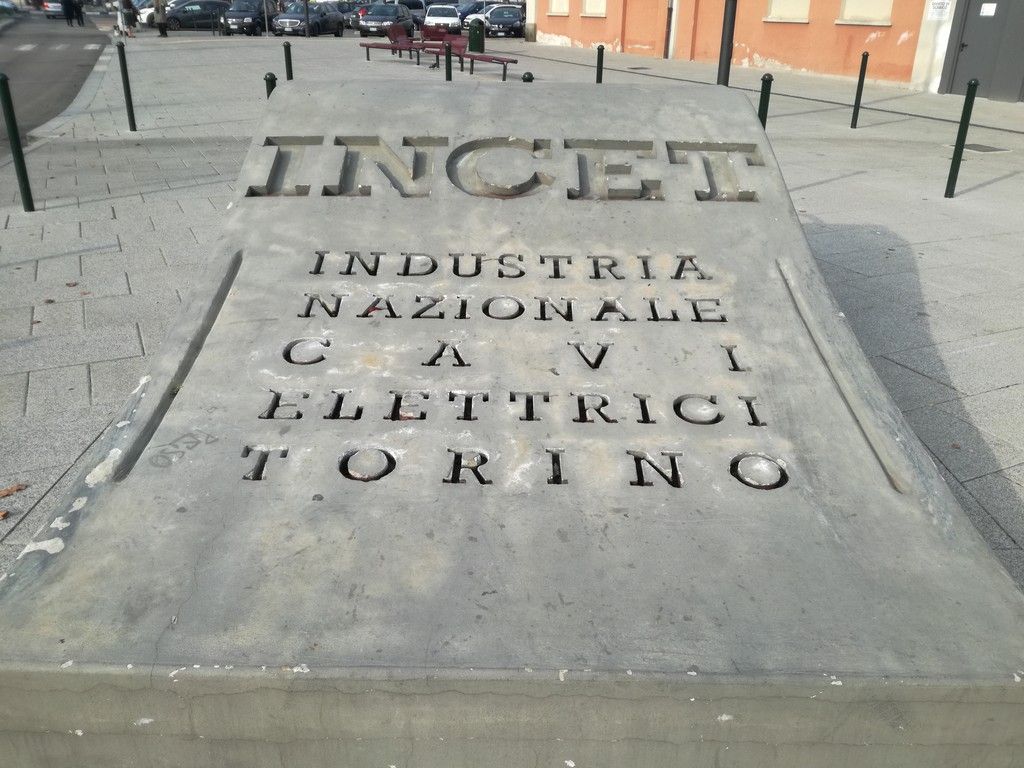 INCET
INDUSTRIA
NAZIONALE
CAVI
ELETTRICI
TORINO